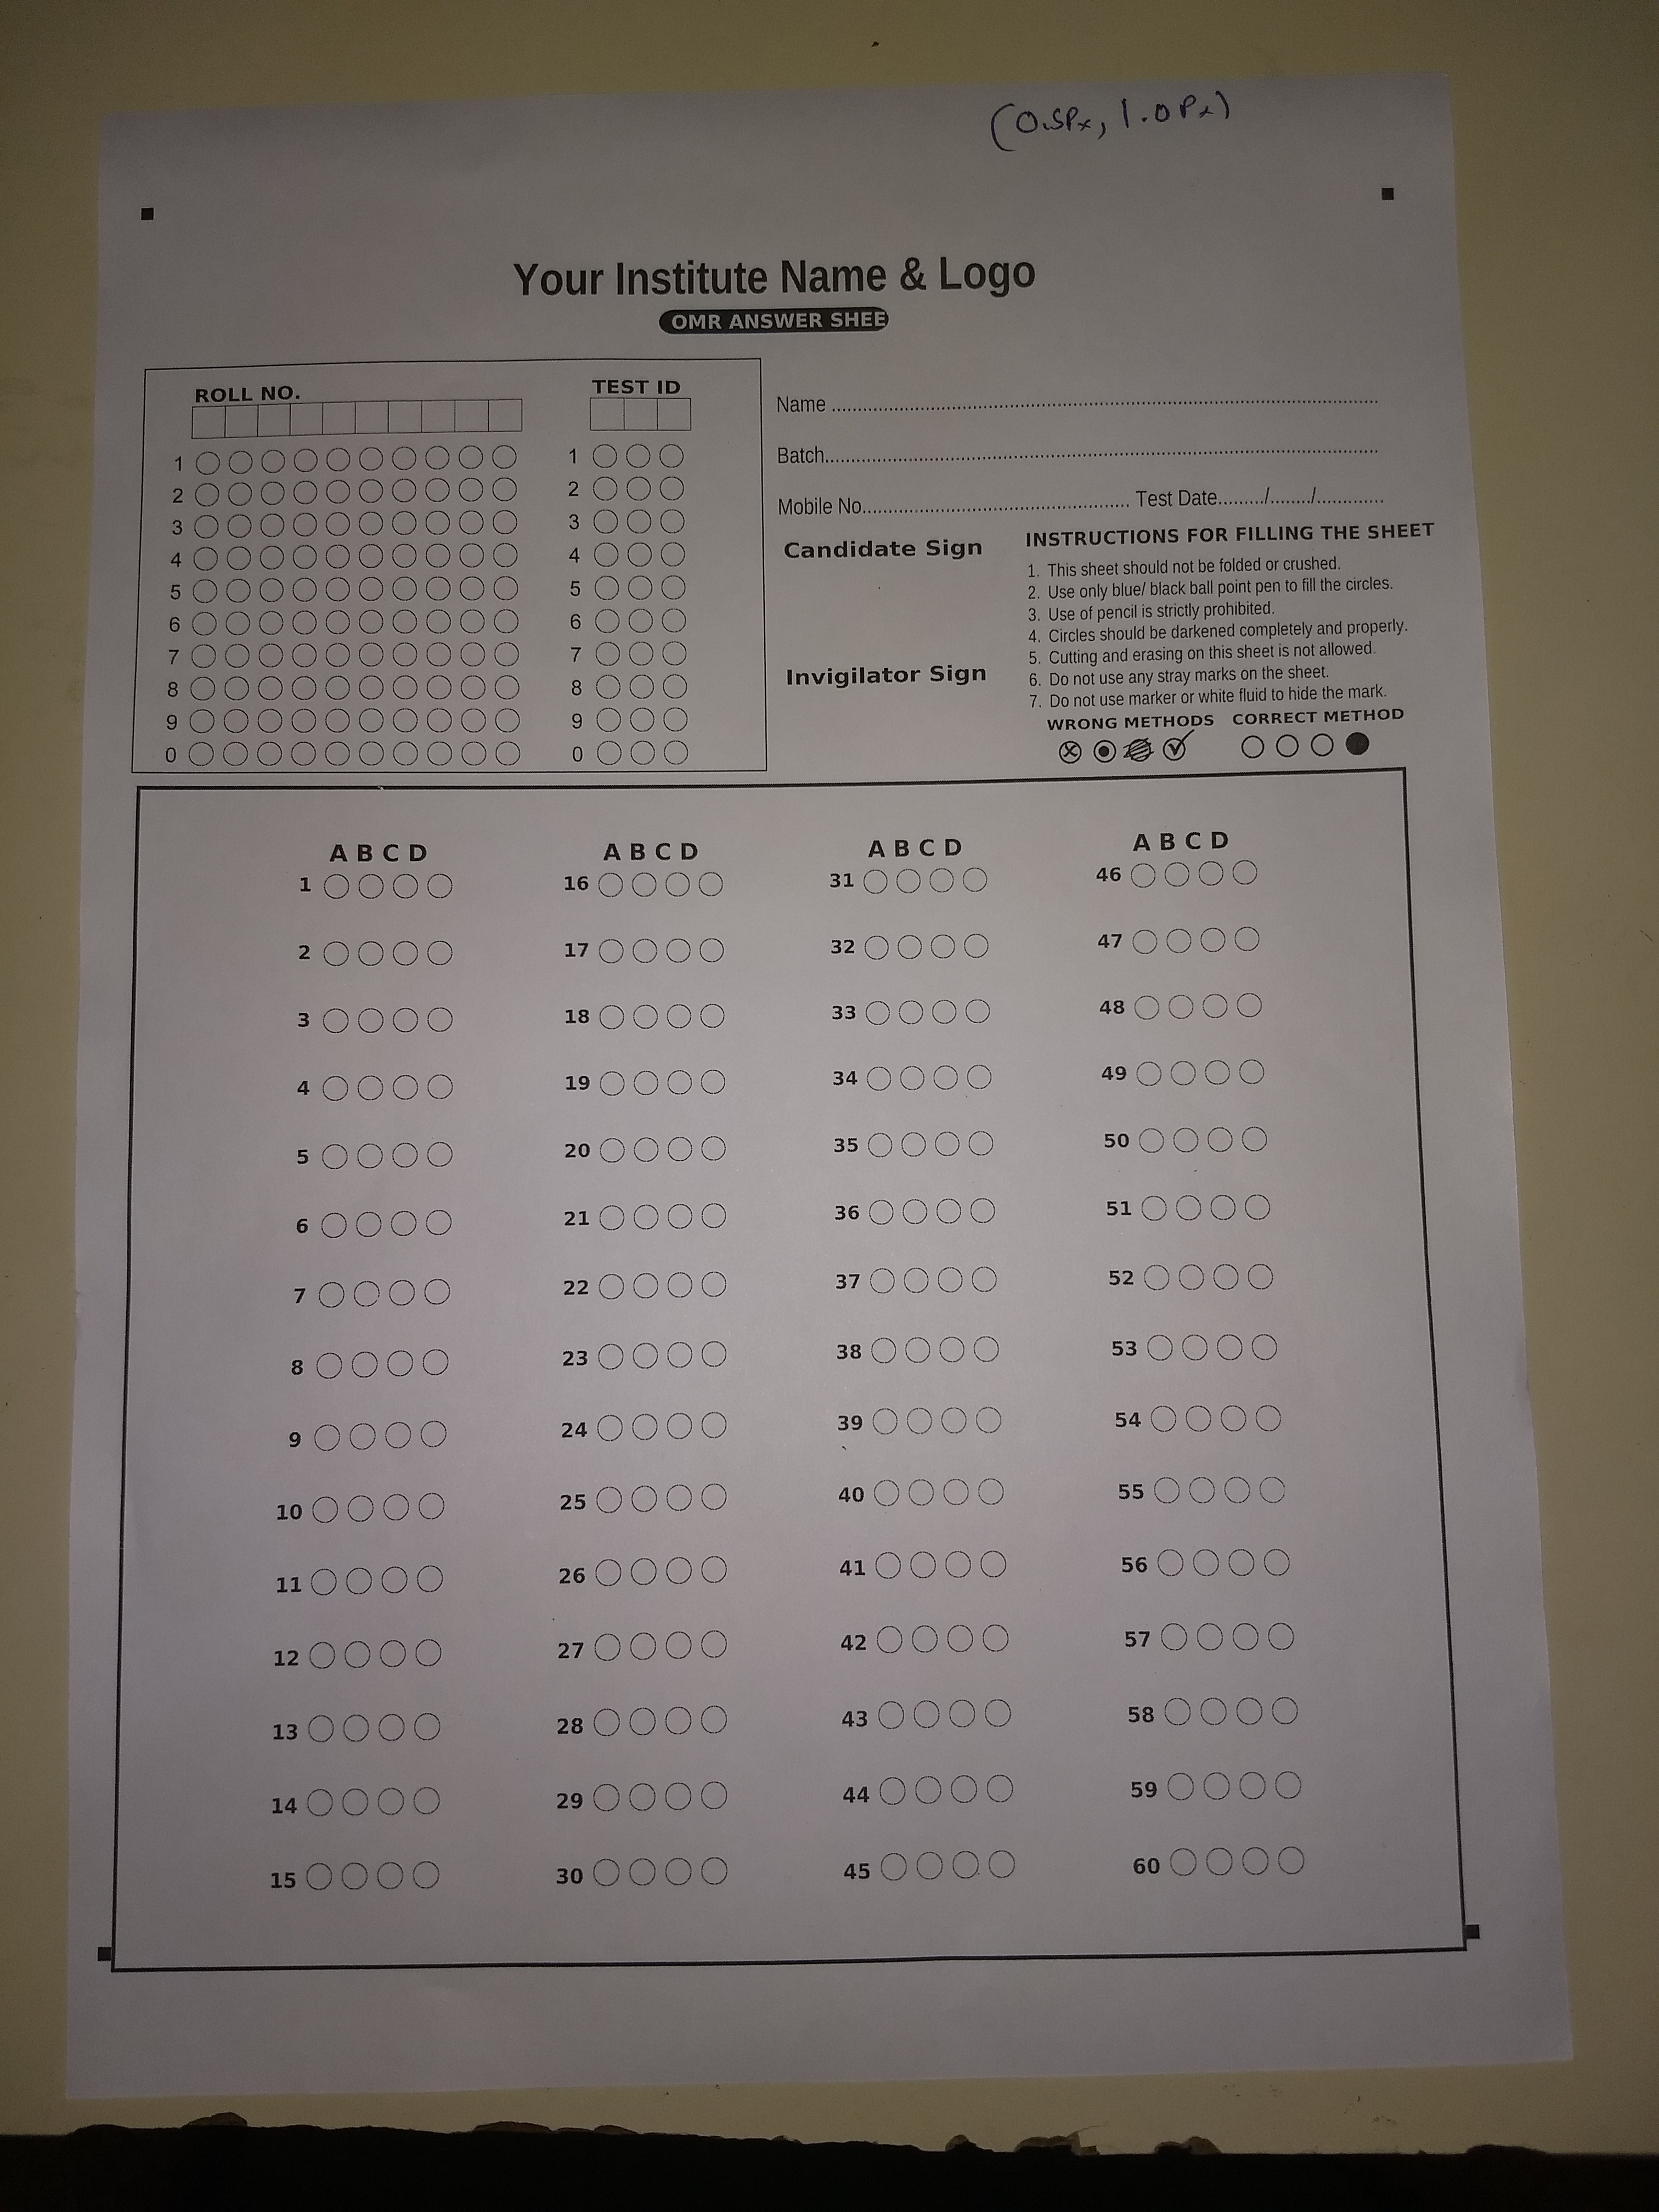 (0.5Px, 1.0Px)
Your Institute Name & Logo
OMR ANSWER SHEE
ROLL NO.
TEST ID
1 1
2 2
3 3
4 4
5 5
6 6
7 7
8 8
9 9
0 0
Name ..........
Batch..........
Mobile No.......... Test Date........./......../.............
Candidate Sign
Invigilator Sign
INSTRUCTIONS FOR FILLING THE SHEET
1. This sheet should not be folded or crushed.
2. Use only blue/ black ball point pen to fill the circles.
3. Use of pencil is strictly prohibited.
4. Circles should be darkened completely and properly.
5. Cutting and erasing on this sheet is not allowed.
6. Do not use any stray marks on the sheet.
7. Do not use marker or white fluid to hide the mark.
WRONG METHODS CORRECT METHOD
A B C D A B C D A B C D A B C D
1 16 31 46
2 17 32 47
3 18 33 48
4 19 34 49
5 20 35 50
6 21 36 51
7 22 37 52
8 23 38 53
9 24 39 54
10 25 40 55
11 26 41 56
12 27 42 57
13 28 43 58
14 29 44 59
15 30 45 60